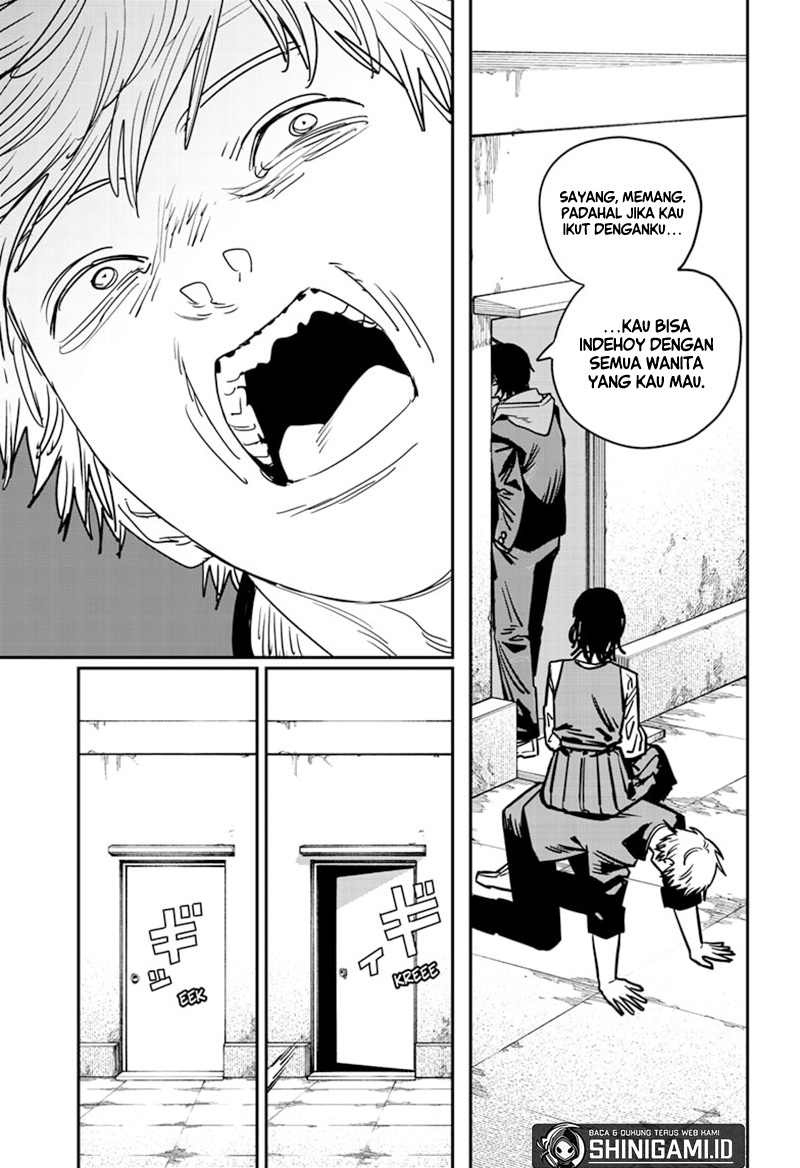 SAYANG, MEMANG.
PADAHAL JIKA KAU
IKUT DENGANKU...
...KAU BISA
INDEHOY DENGAN
SEMUA WANITA
YANG KAU MAU.
ギイ
KREEE
ギッ
EEK
BACA & DUKUNG TERUS WEB KAMI
SHINIGAMI.ID